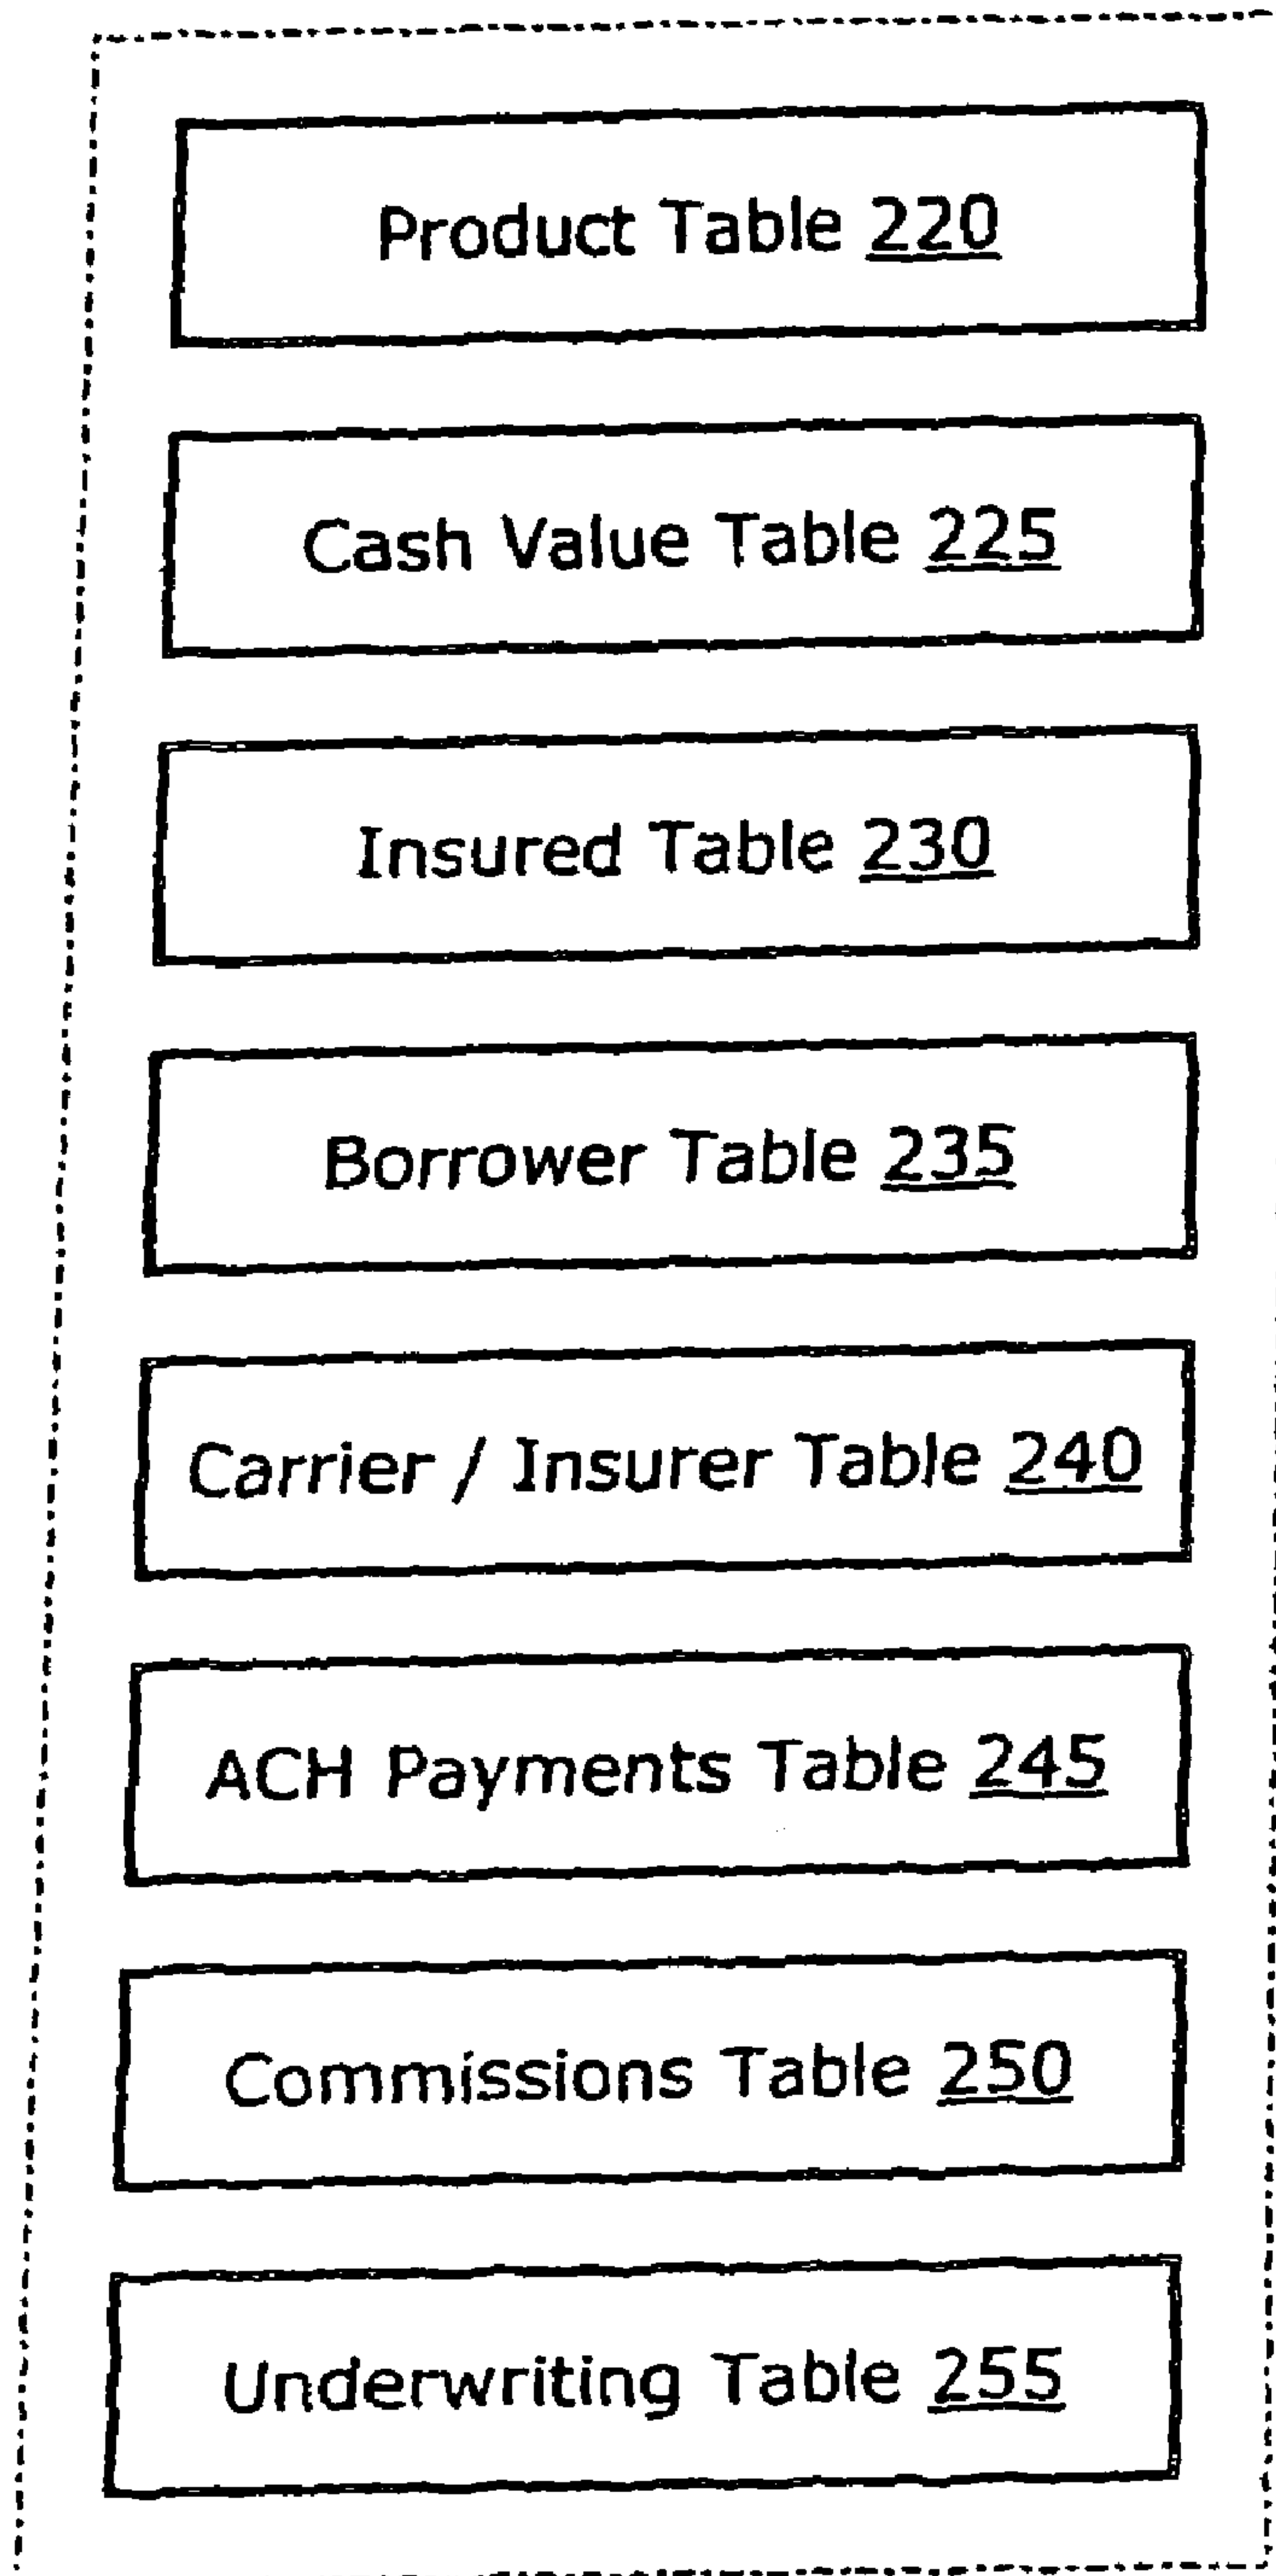 Product Table 220
Cash Value Table 225
Insured Table 230
Borrower Table 235
Carrier / Insurer Table 240
ACH Payments Table 245
Commissions Table 250
Underwriting Table 255